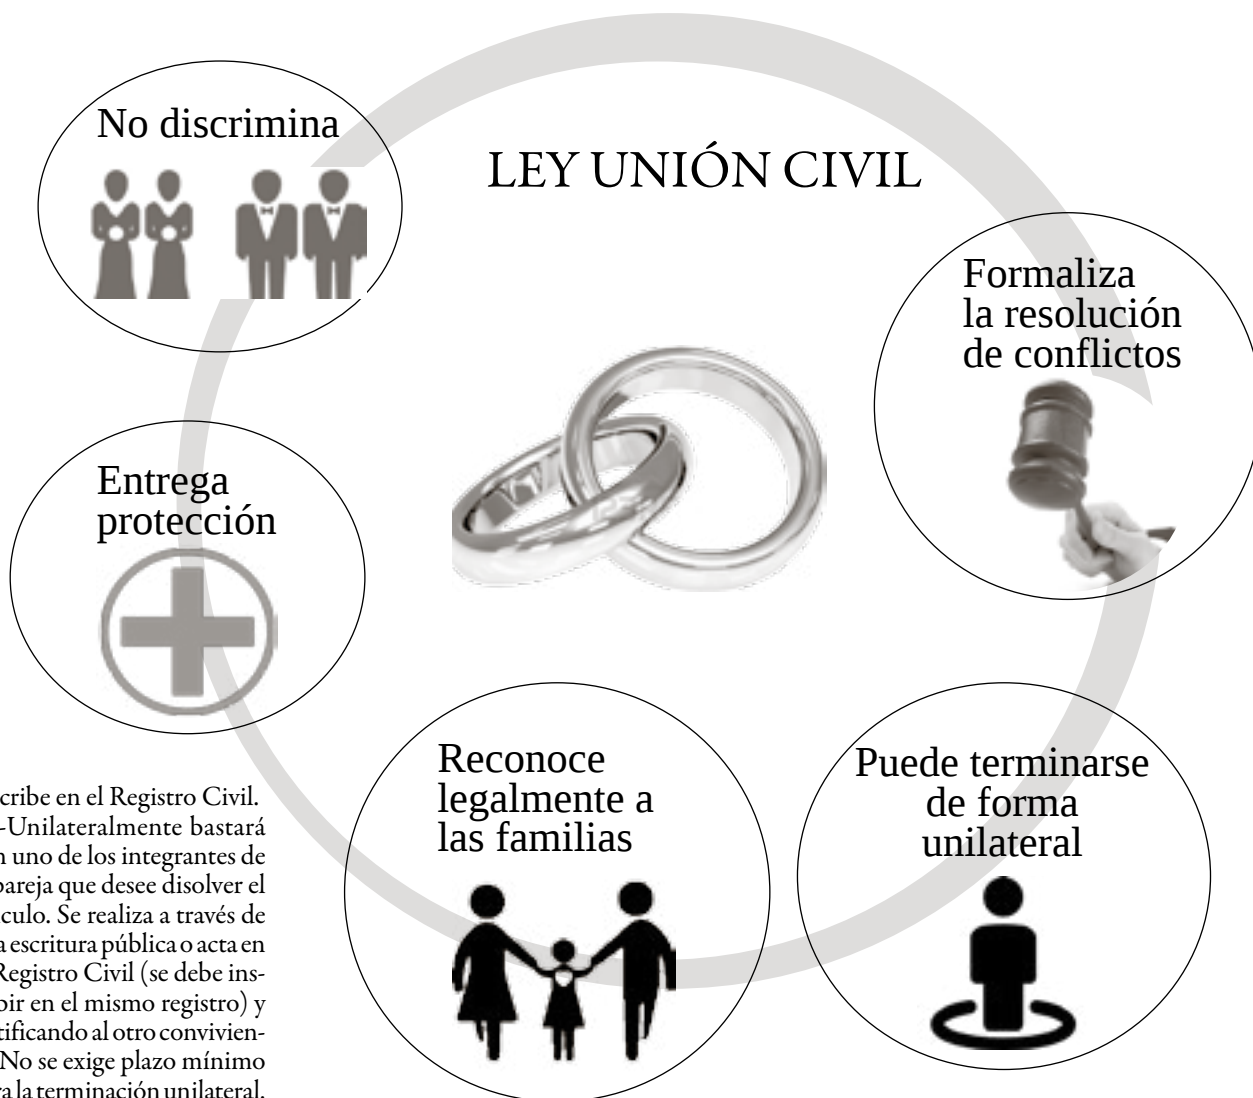 No discrimina
LEY UNIÓN CIVIL
Formaliza
la resolución
de conflictos
Entrega
protección
Reconoce
legalmente a
las familias
Puede terminarse
de forma
unilateral
cribe en el Registro Civil.
-Unilateralmente bastará
n uno de los integrantes de
pareja que desee disolver el
culo. Se realiza a través de
a escritura pública o acta en
Registro Civil (se debe ins-
bir en el mismo registro) y
tificando al otro convivien-
No se exige plazo mínimo
ra la terminación unilateral.